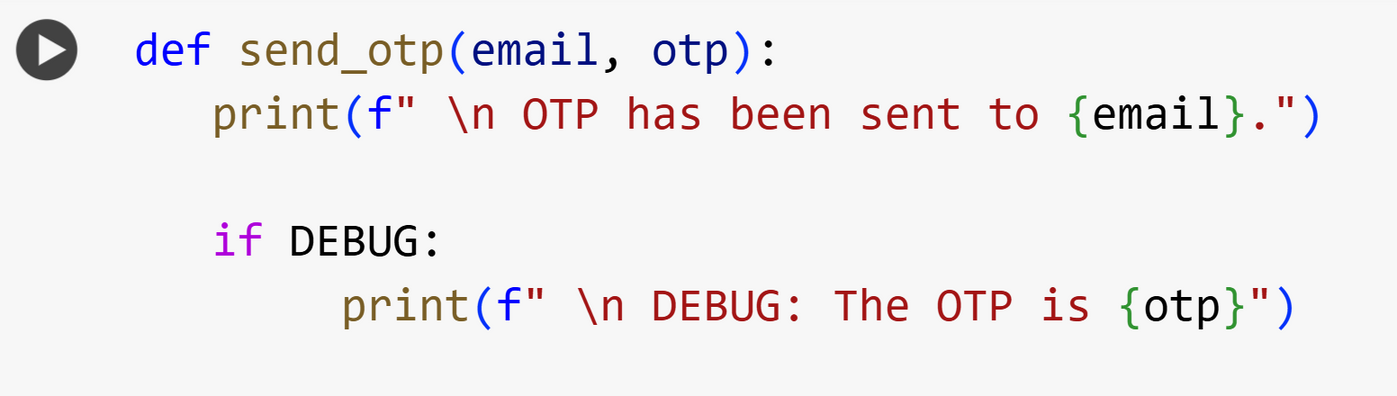 def send_otp(email, otp):
   print(f" \n OTP has been sent to {email}.")
   if DEBUG:
        print(f" \n DEBUG: The OTP is {otp}")